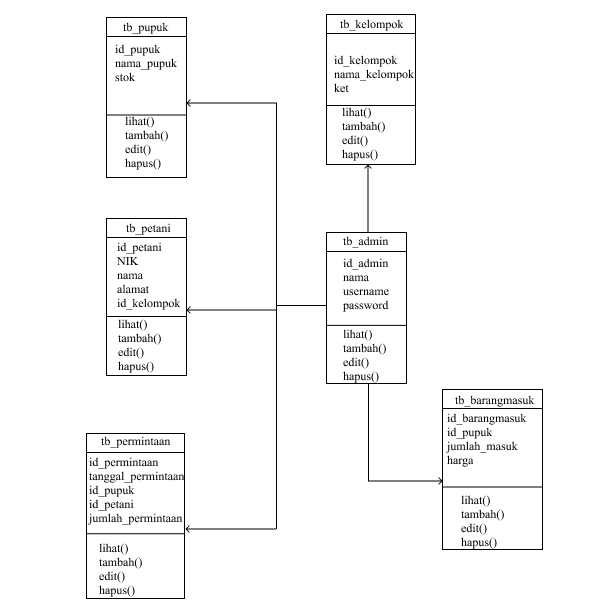 tb_pupuk
id_pupuk
nama_pupuk
stok
lihat()
tambah()
edit()
hapus()
tb_kelompok
id_kelompok
nama_kelompok
ket
lihat()
tambah()
edit()
hapus()
tb_petani
id_petani
NIK
nama
alamat
id_kelompok
lihat()
tambah()
edit()
hapus()
tb_admin
id_admin
nama
username
password
lihat()
tambah()
edit()
hapus()
tb_permintaan
id_permintaan
tanggal_permintaan
id_pupuk
id_petani
jumlah_permintaan
lihat()
tambah()
edit()
hapus()
tb_barangmasuk
id_barangmasuk
id_pupuk
jumlah_masuk
harga
lihat()
tambah()
edit()
hapus()